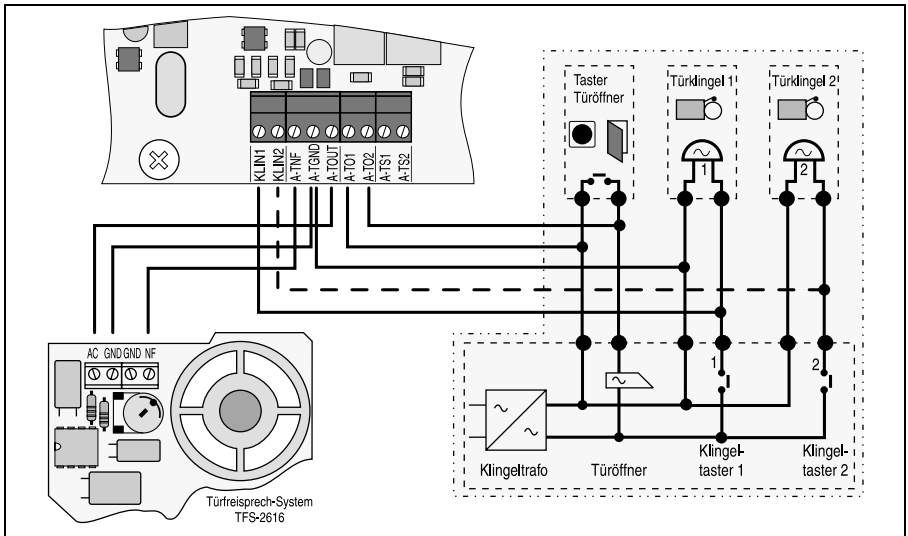 Taster
Türöffner
Türklingel 1
Türklingel 2
1
2
KLIN1
KLIN2
A-TNF
A-TGND
A-TOUT
A-TO1
A-TO2
A-TS1
A-TS2
AC GND GND NF
1
2
Klingeltrafo
Türöffner
Klingel-
taster 1
Klingel-
taster 2
Türfreisprech-System
TFS-2616